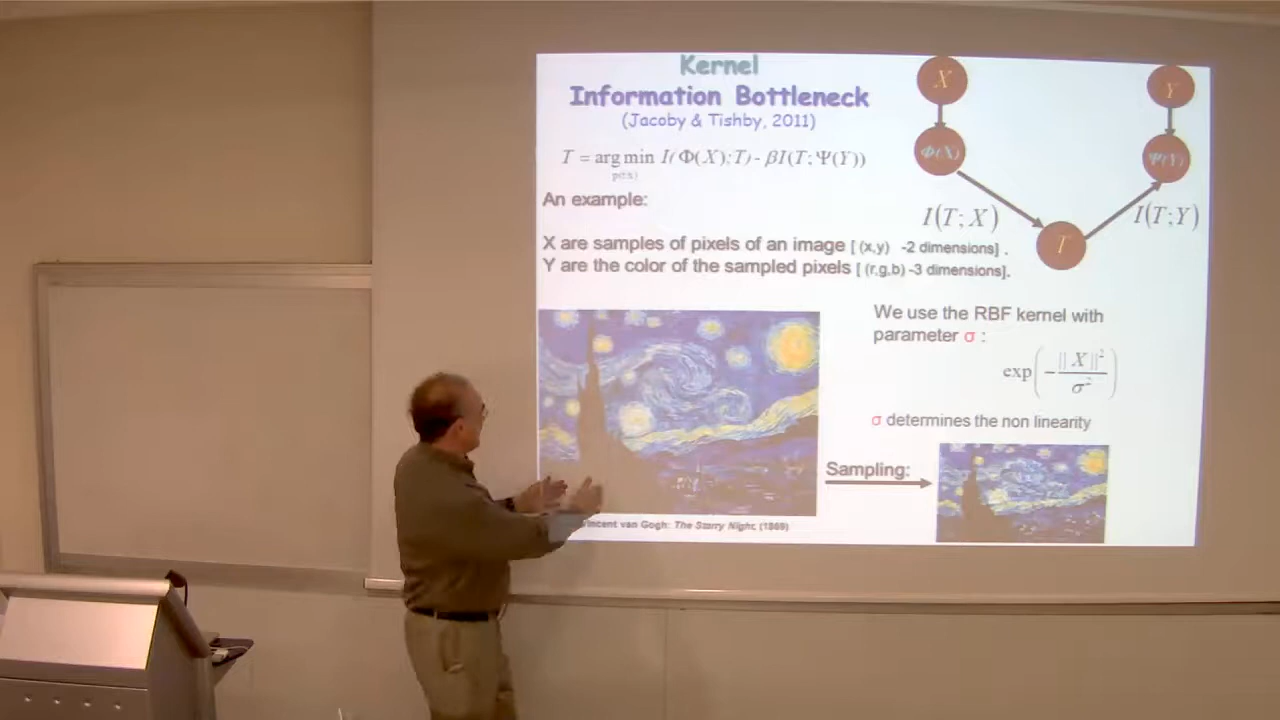 Kernel
Information Bottleneck
(Jacoby & Tishby, 2011)
T = arg min I(Φ(X);T) - βI(T;Ψ(Y))
An example:
X are samples of pixels of an image [ (x,y) -2 dimensions] .
Y are the color of the sampled pixels [ (r,g,b) -3 dimensions].
X
Y
Φ(X)
Ψ(Y)
I(T;X)
I(T;Y)
T
We use the RBF kernel with
parameter σ :
exp(-||X||²/σ²)
σ determines the non linearity
Sampling:
van Gogh: The Starry Night, (1889)